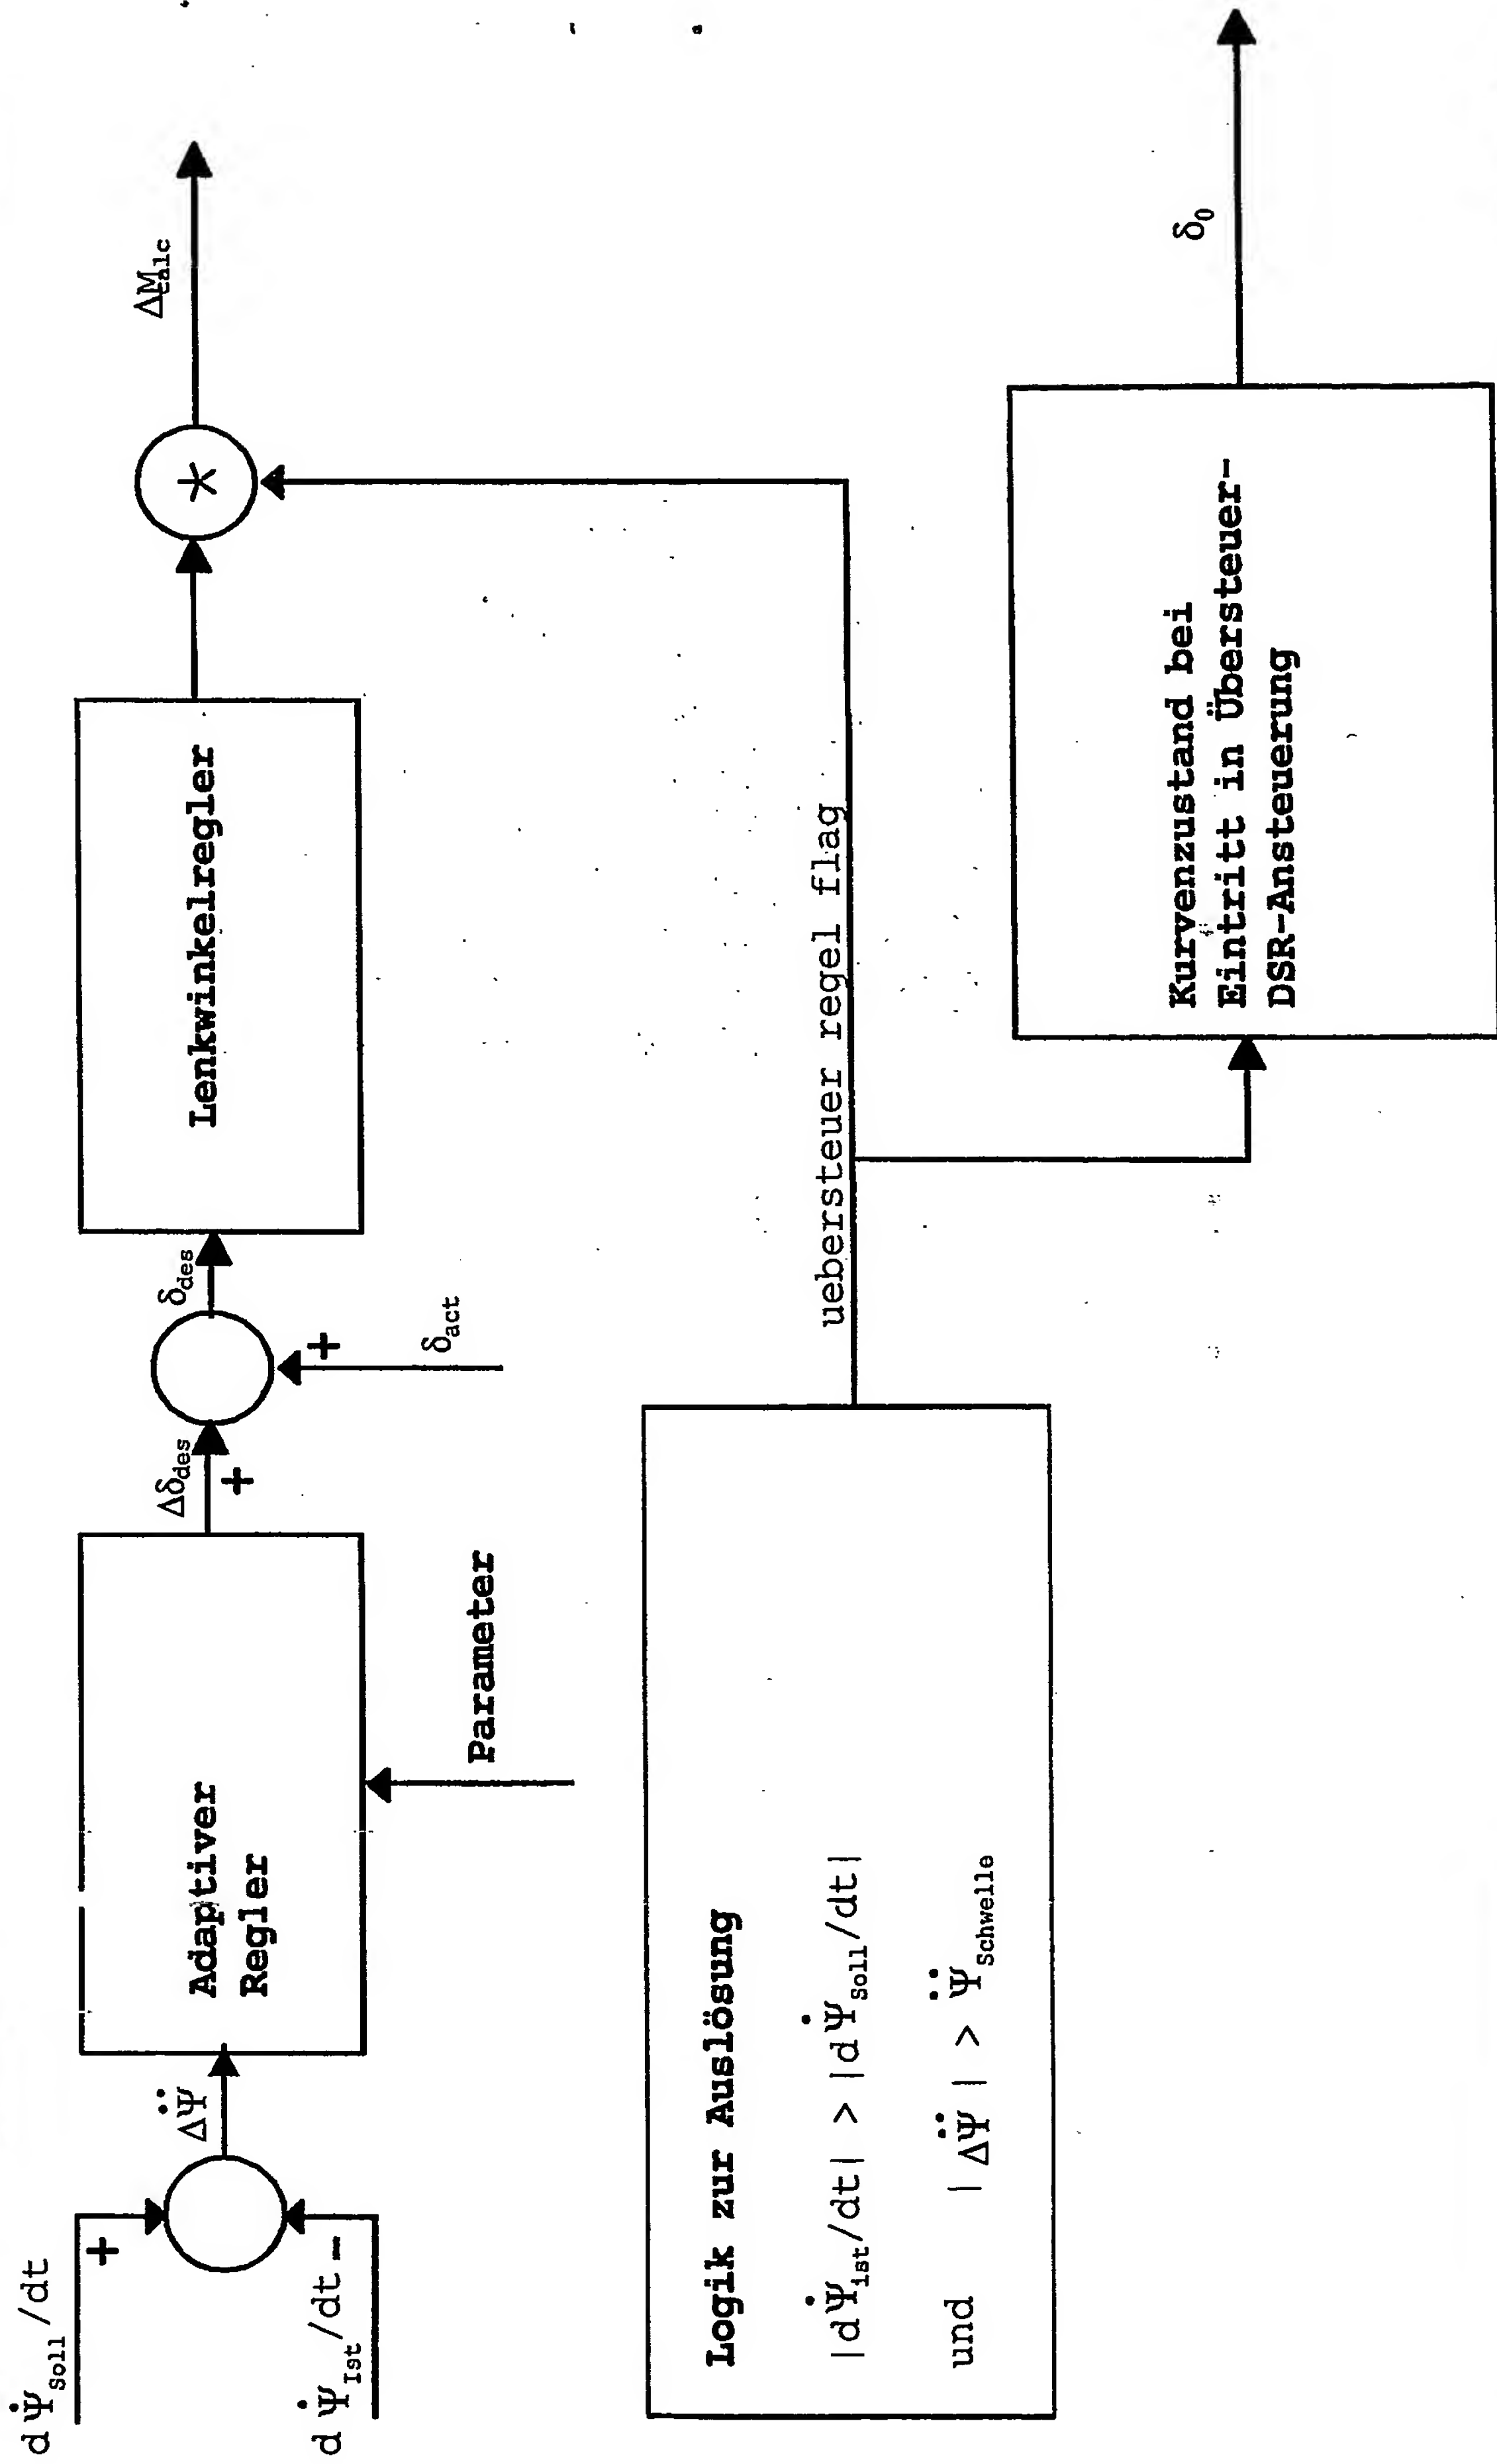 dΨ̇Soll/dt
+
dΨ̇Ist/dt
-
ΔΨ̈
Adaptiver
Regler
Parameter
Δδdes
+
δact
+
δdes
Lenkwinkelregler
*
ΔMcalc
Logik zur Auslösung
|dΨ̇ist/dt| > |dΨ̇Soll/dt|
und |ΔΨ̈| > Ψ̈Schwelle
uebersteuer regel flag
Kurvenzustand bei
Eintritt in Übersteuer-
DSR-Ansteuerung
δ0